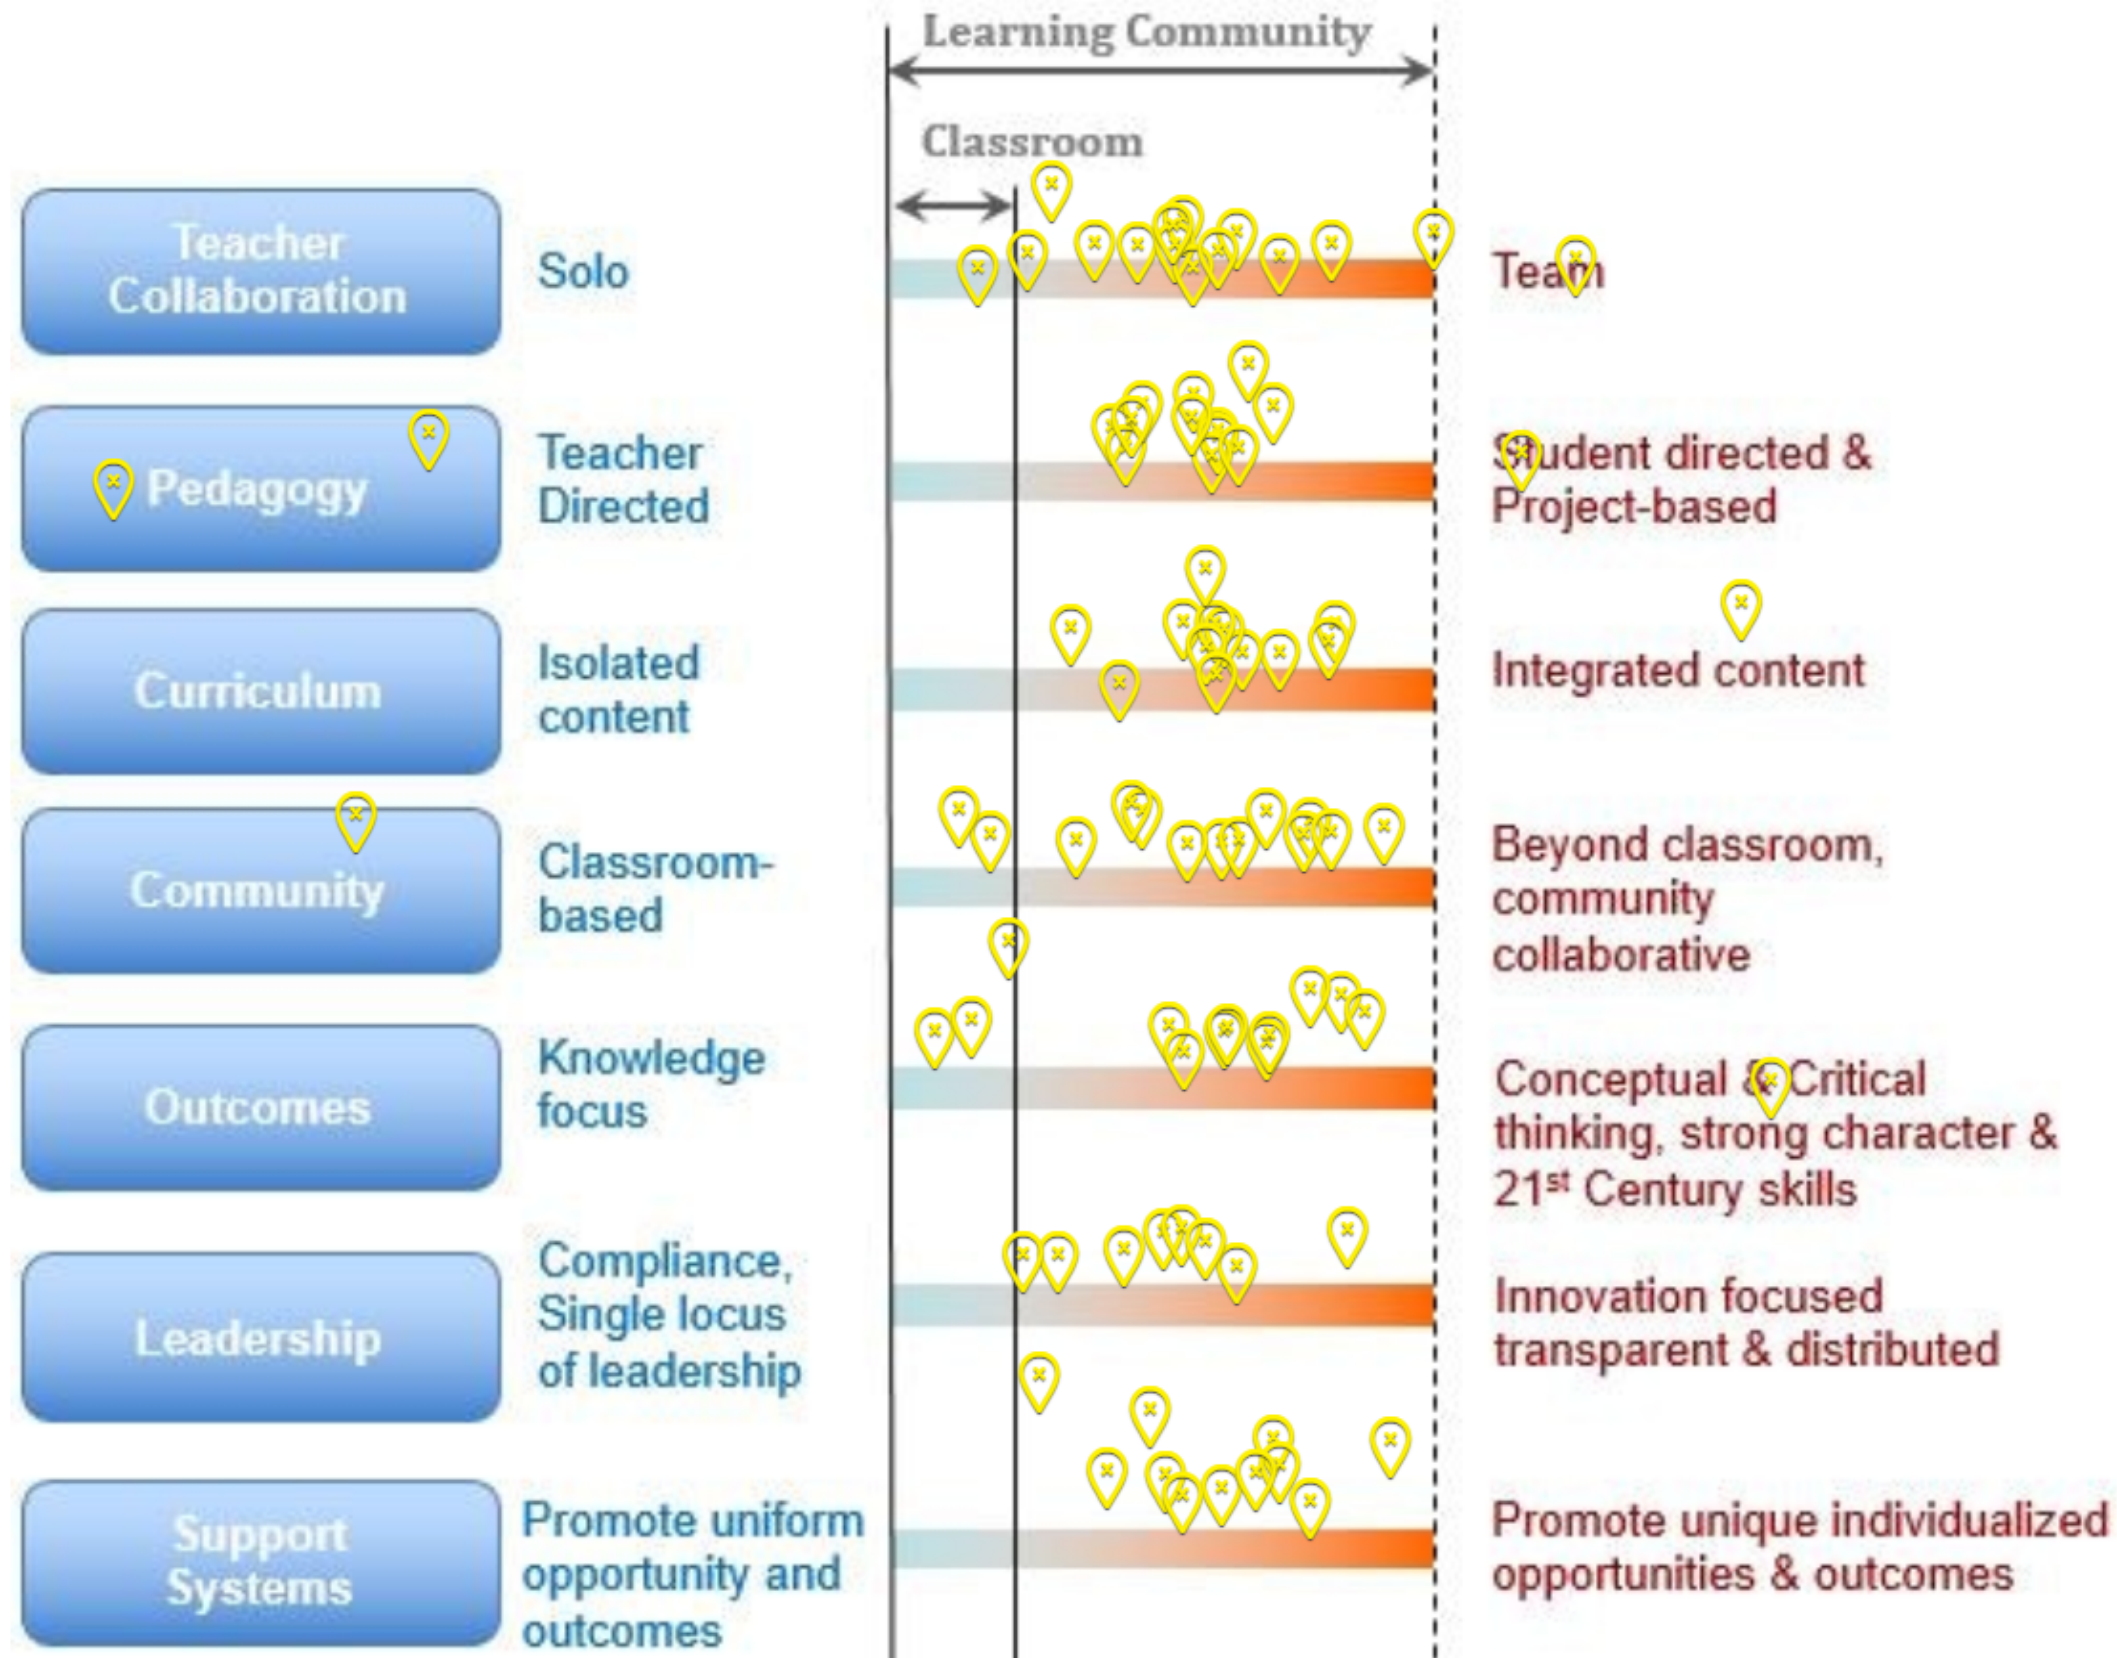 Learning Community
Classroom
Teacher
Collaboration
Solo
Team
Pedagogy
Teacher
Directed
Student directed &
Project-based
Curriculum
Isolated
content
Integrated content
Community
Classroom-
based
Beyond classroom,
community
collaborative
Outcomes
Knowledge
focus
Conceptual & Critical
thinking, strong character &
21st Century skills
Leadership
Compliance,
Single locus
of leadership
Innovation focused
transparent & distributed
Support
Systems
Promote uniform
opportunity and
outcomes
Promote unique individualized
opportunities & outcomes